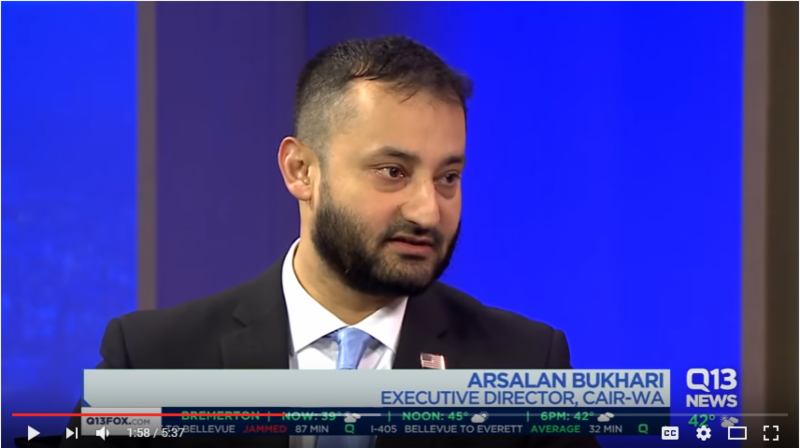 ARSALAN BUKHARI
EXECUTIVE DIRECTOR, CAIR-WA
Q13
NEWS
Q13FOX.COM
BREMERTON NOW: 39° NOON: 45° 6PM: 42°
42°
TO BELLEVUE JAMMED 87 MIN I-405 BELLEVUE TO EVERETT AVERAGE 32 MIN
1:58 / 5:37
CC